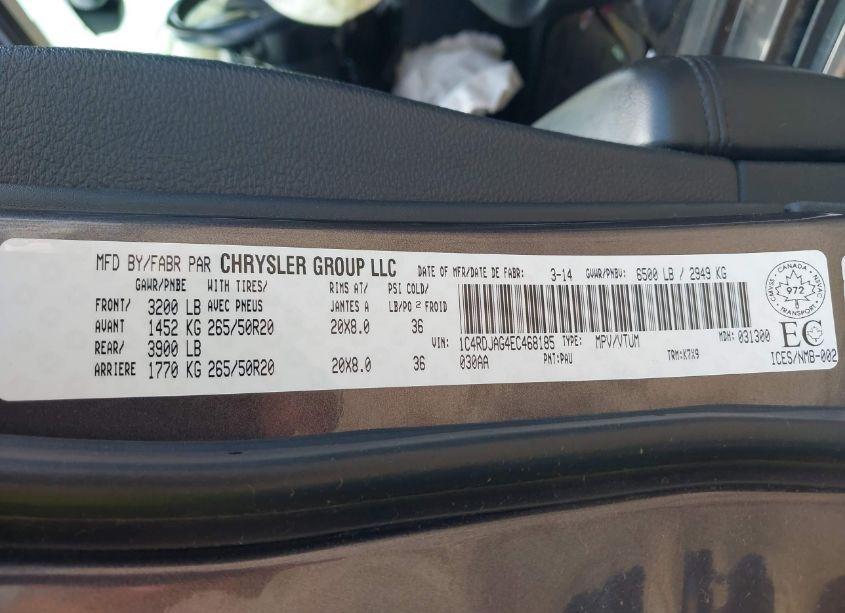 MFD BY/FABR PAR CHRYSLER GROUP LLC DATE OF MFR/DATE DE FABR: 3-14 GVWR/PNBV: 6500 LB / 2949 KG
GAWR/PNBE WITH TIRES/ RIMS AT/ PSI COLD/
FRONT/ 3200 LB AVEC PNEUS JANTES A LB/PO² FROID
AVANT 1452 KG 265/50R20 20X8.0 36
REAR/ 3900 LB
ARRIERE 1770 KG 265/50R20 20X8.0 36
VIN: 1C4RDJAG4EC468185 TYPE: MPV/VTUM MDH: 031300
030AA PNT:PAU TRM:K7X9
CANADA
972
TRANSPORT
EC
ICES/NMB-002